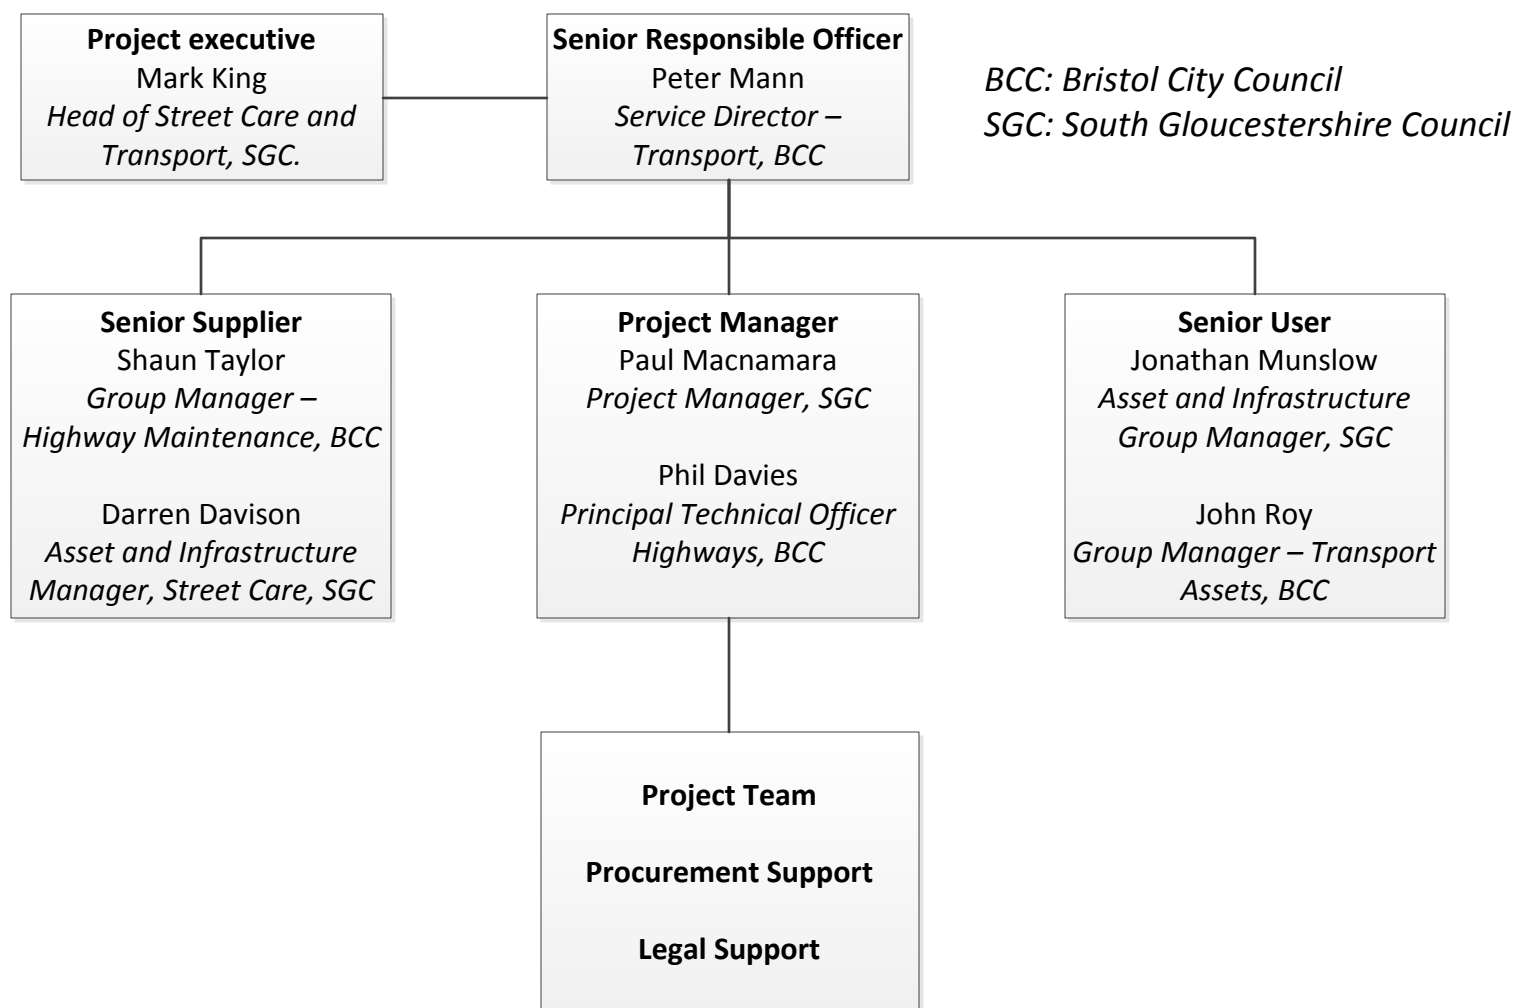 Project executive
Mark King
Head of Street Care and
Transport, SGC.
Senior Responsible Officer
Peter Mann
Service Director –
Transport, BCC
BCC: Bristol City Council
SGC: South Gloucestershire Council
Senior Supplier
Shaun Taylor
Group Manager –
Highway Maintenance, BCC
Darren Davison
Asset and Infrastructure
Manager, Street Care, SGC
Project Manager
Paul Macnamara
Project Manager, SGC
Phil Davies
Principal Technical Officer
Highways, BCC
Senior User
Jonathan Munslow
Asset and Infrastructure
Group Manager, SGC
John Roy
Group Manager – Transport
Assets, BCC
Project Team
Procurement Support
Legal Support